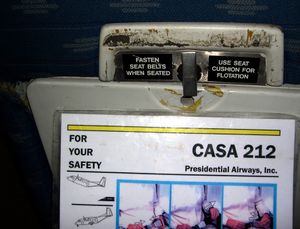 FASTEN
SEAT BELTS
WHEN SEATED
USE SEAT
CUSHION FOR
FLOTATION
FOR
YOUR
SAFETY
CASA 212
Presidential Airways, Inc.